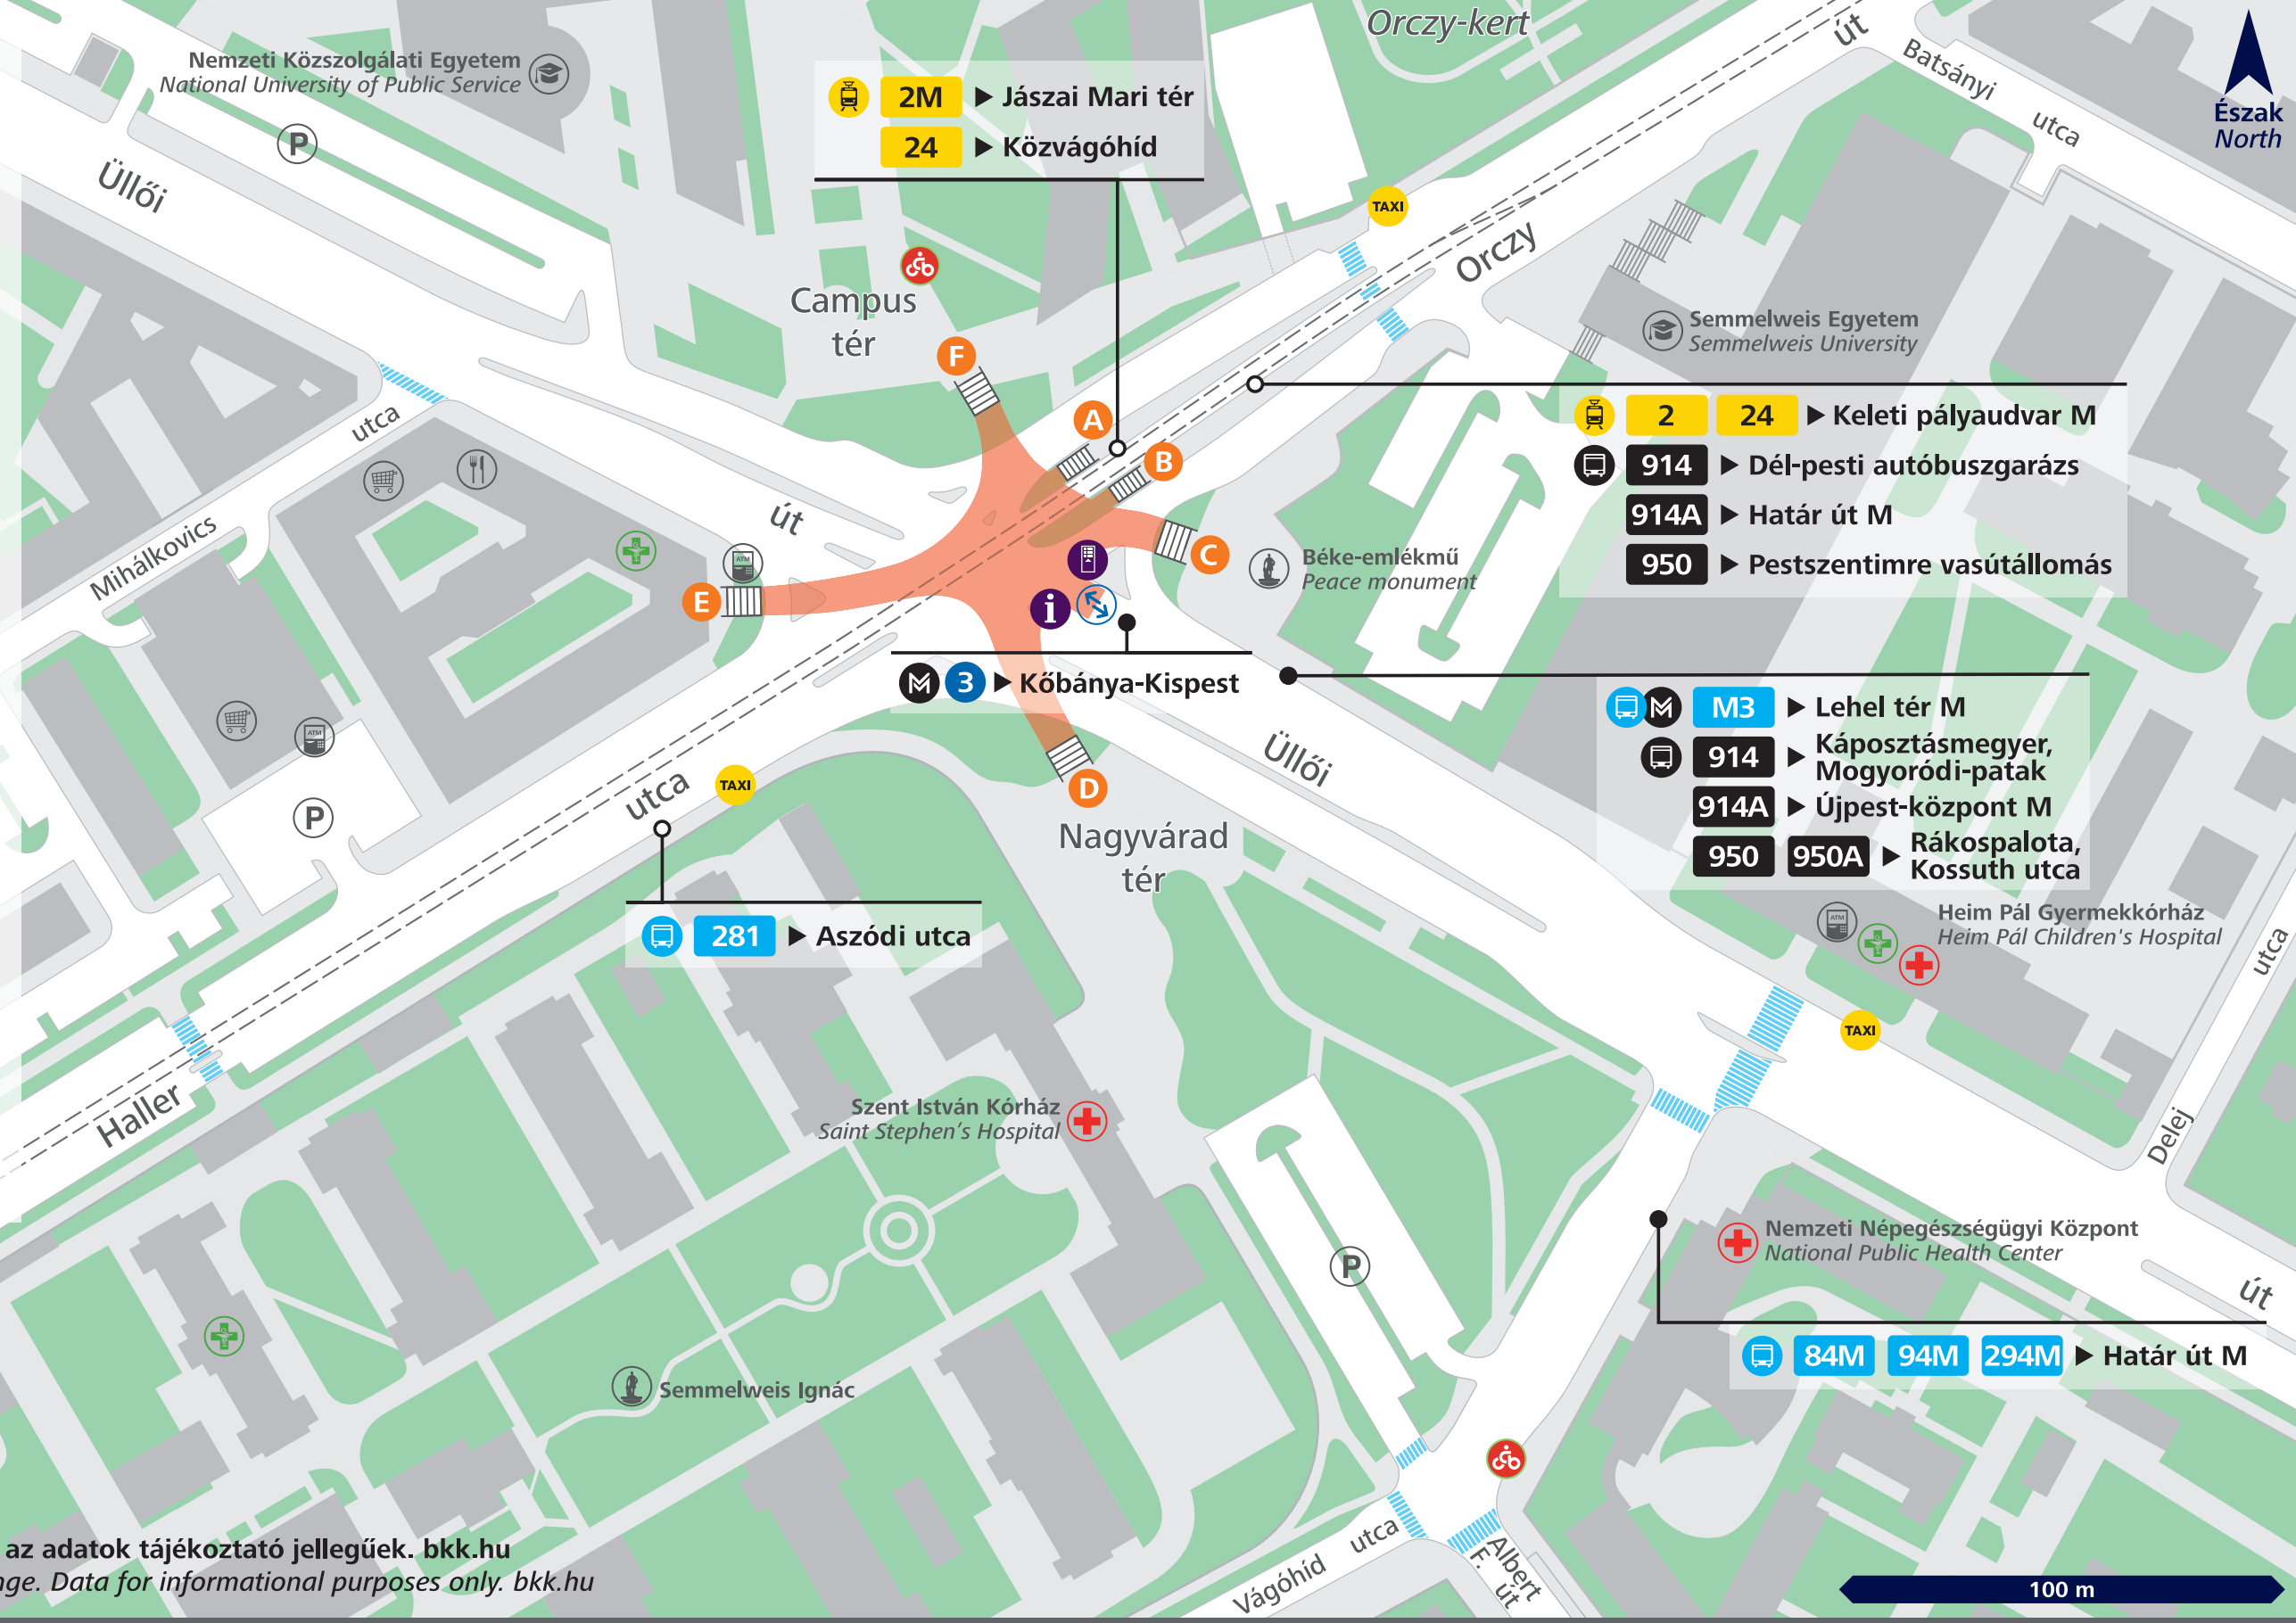 Nemzeti Közszolgálati Egyetem
National University of Public Service
P
Üllői
2M ▶ Jászai Mari tér
24 ▶ Közvágóhíd
Orczy-kert
út
Batsányi
utca
Észak
North
TAXI
Orczy
Campus
tér
Semmelweis Egyetem
Semmelweis University
F
A
B
C
utca
Mihálkovics
út
ATM
E
i
Béke-emlékmű
Peace monument
2 24 ▶ Keleti pályaudvar M
914 ▶ Dél-pesti autóbuszgarázs
914A ▶ Határ út M
950 ▶ Pestszentimre vasútállomás
M 3 ▶ Kőbánya-Kispest
M M3 ▶ Lehel tér M
914 ▶ Káposztásmegyer,
Mogyoródi-patak
914A ▶ Újpest-központ M
950 950A ▶ Rákospalota,
Kossuth utca
ATM
P
utca
TAXI
D
Üllői
Nagyvárad
tér
281 ▶ Aszódi utca
ATM
Heim Pál Gyermekkórház
Heim Pál Children's Hospital
utca
TAXI
Delej
Haller
Szent István Kórház
Saint Stephen's Hospital
P
Nemzeti Népegészségügyi Központ
National Public Health Center
út
84M 94M 294M ▶ Határ út M
Semmelweis Ignác
Vágóhíd utca
Albert
F. út
az adatok tájékoztató jellegűek. bkk.hu
nge. Data for informational purposes only. bkk.hu
100 m